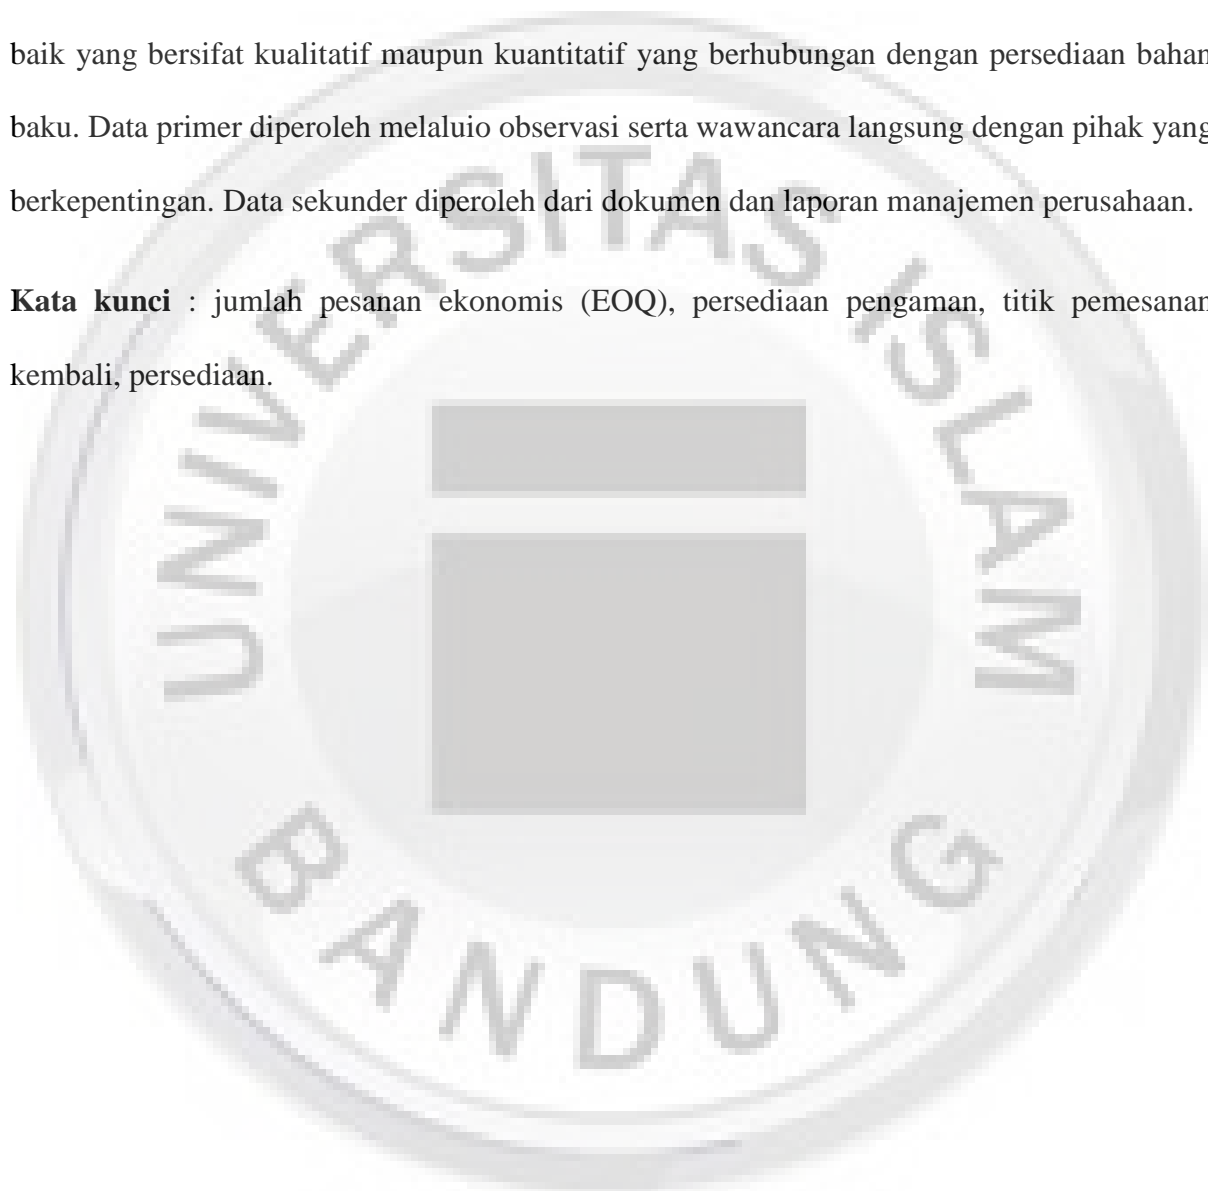 baik yang bersifat kualitatif maupun kuantitatif yang berhubungan dengan persediaan bahan
baku. Data primer diperoleh melaluio observasi serta wawancara langsung dengan pihak yang
berkepentingan. Data sekunder diperoleh dari dokumen dan laporan manajemen perusahaan.
Kata kunci : jumlah pesanan ekonomis (EOQ), persediaan pengaman, titik pemesanan
kembali, persediaan.
UNIVERSITAS ISLAM
BANDUNG